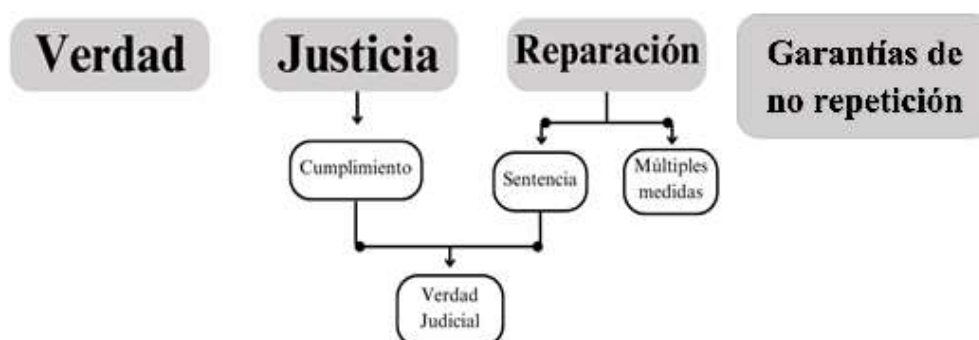 Verdad
Justicia
Reparación
Garantías de
no repetición
Cumplimiento
Sentencia
Múltiples
medidas
Verdad
Judicial